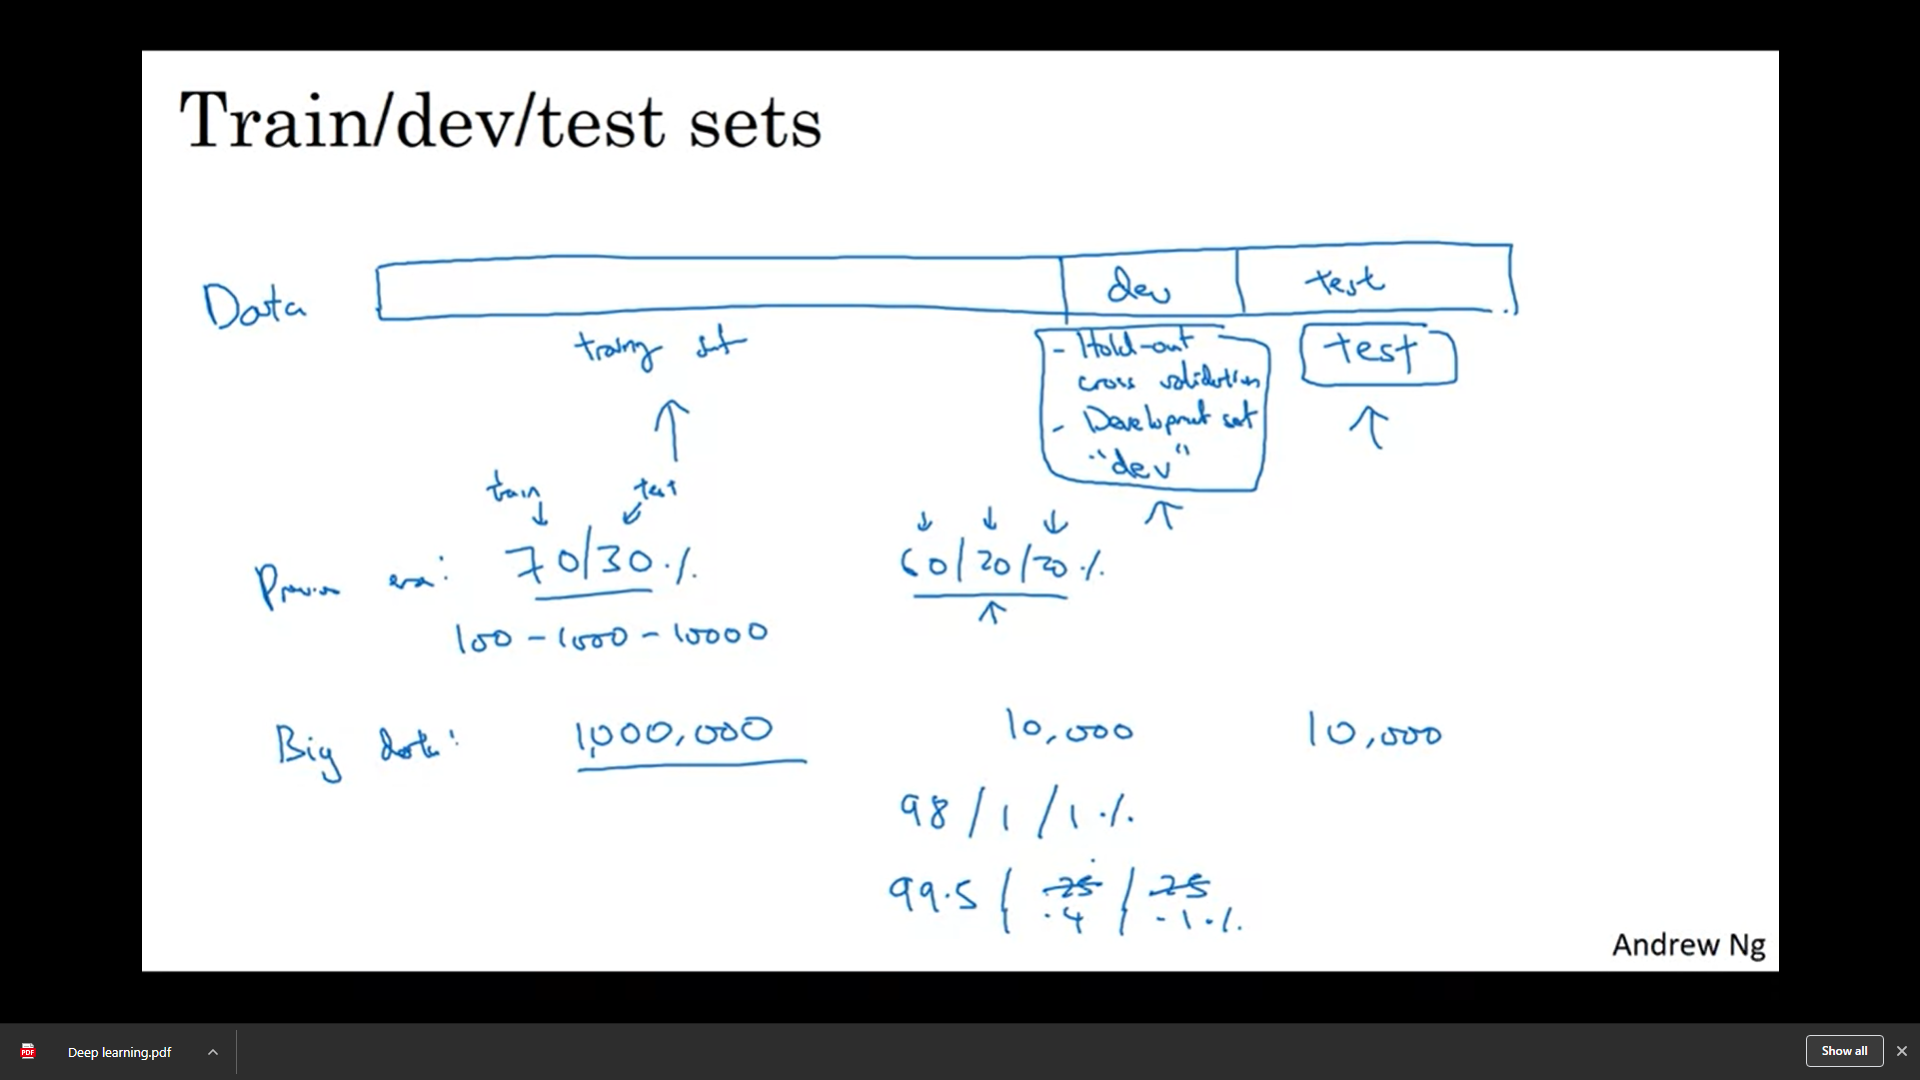 Train/dev/test sets
Data
dev
test
training set
- Hold-out
cross validation
- Development set
"dev"
test
train
test
Previous era:
70/30 %
60/20/20 %
100 - 1000 - 10000
Big data:
1,000,000
10,000
10,000
98 / 1 / 1 %
99.5 / .25 / .25
.4 / .1 %
Andrew Ng
Deep learning.pdf
Show all